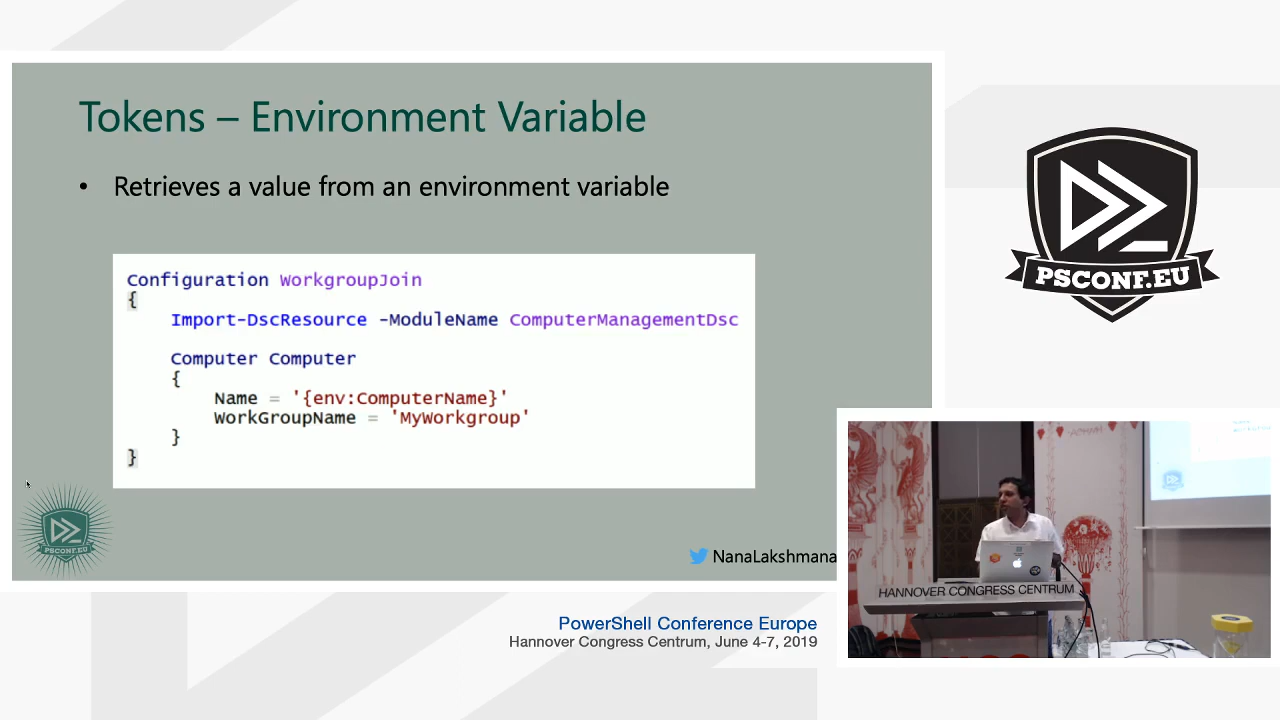 Tokens – Environment Variable
• Retrieves a value from an environment variable
Configuration WorkgroupJoin
{
Import-DscResource -ModuleName ComputerManagementDsc
Computer Computer
{
Name = '{env:ComputerName}'
WorkGroupName = 'MyWorkgroup'
}
}
PSCONF.EU
NanaLakshmana
PSCONF.EU
HANNOVER CONGRESS CENTRUM
PowerShell Conference Europe
Hannover Congress Centrum, June 4-7, 2019